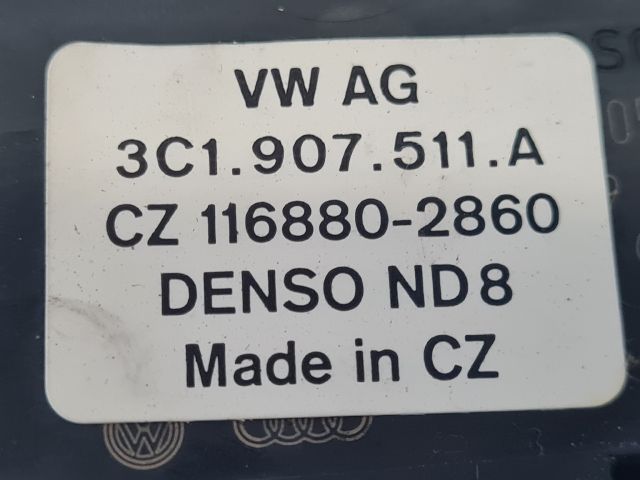 VW AG
3C1.907.511.A
CZ 116880-2860
DENSO ND8
Made in CZ